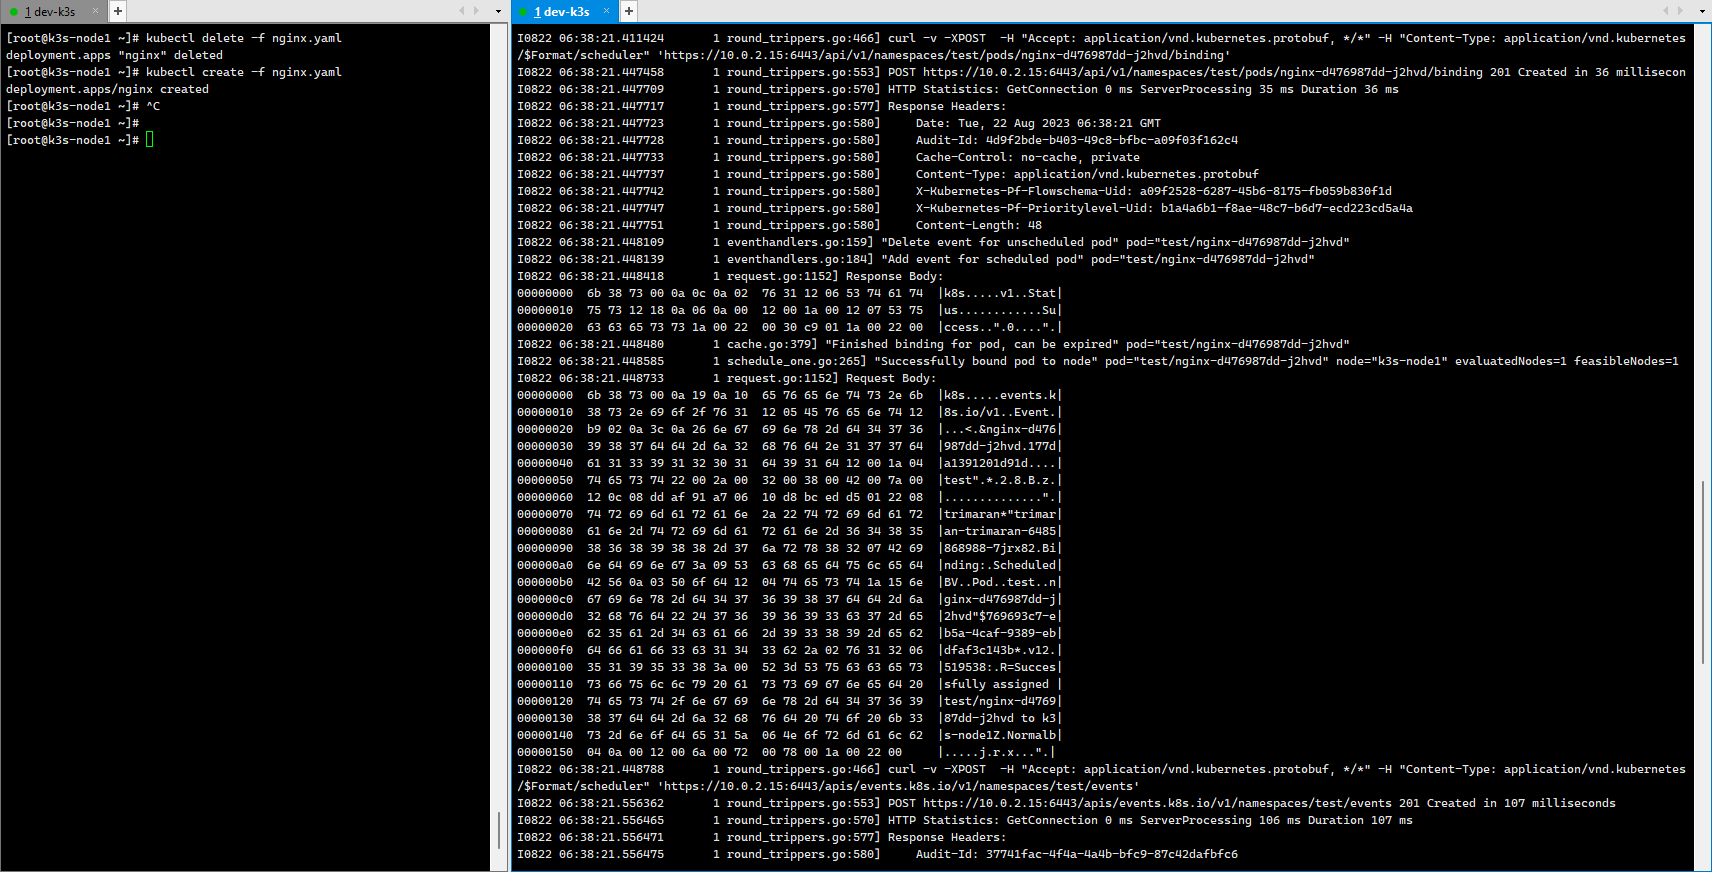 1 dev-k3s × +
[root@k3s-node1 ~]# kubectl delete -f nginx.yaml
deployment.apps "nginx" deleted
[root@k3s-node1 ~]# kubectl create -f nginx.yaml
deployment.apps/nginx created
[root@k3s-node1 ~]# ^C
[root@k3s-node1 ~]#
[root@k3s-node1 ~]#
1 dev-k3s × +
I0822 06:38:21.411424       1 round_trippers.go:466] curl -v -XPOST  -H "Accept: application/vnd.kubernetes.protobuf, */*" -H "Content-Type: application/vnd.kubernetes
/$Format/scheduler" 'https://10.0.2.15:6443/api/v1/namespaces/test/pods/nginx-d476987dd-j2hvd/binding'
I0822 06:38:21.447458       1 round_trippers.go:553] POST https://10.0.2.15:6443/api/v1/namespaces/test/pods/nginx-d476987dd-j2hvd/binding 201 Created in 36 millisecon
I0822 06:38:21.447709       1 round_trippers.go:570] HTTP Statistics: GetConnection 0 ms ServerProcessing 35 ms Duration 36 ms
I0822 06:38:21.447717       1 round_trippers.go:577] Response Headers:
I0822 06:38:21.447723       1 round_trippers.go:580]     Date: Tue, 22 Aug 2023 06:38:21 GMT
I0822 06:38:21.447728       1 round_trippers.go:580]     Audit-Id: 4d9f2bde-b403-49c8-bfbc-a09f03f162c4
I0822 06:38:21.447733       1 round_trippers.go:580]     Cache-Control: no-cache, private
I0822 06:38:21.447737       1 round_trippers.go:580]     Content-Type: application/vnd.kubernetes.protobuf
I0822 06:38:21.447742       1 round_trippers.go:580]     X-Kubernetes-Pf-Flowschema-Uid: a09f2528-6287-45b6-8175-fb059b830f1d
I0822 06:38:21.447747       1 round_trippers.go:580]     X-Kubernetes-Pf-Prioritylevel-Uid: b1a4a6b1-f8ae-48c7-b6d7-ecd223cd5a4a
I0822 06:38:21.447751       1 round_trippers.go:580]     Content-Length: 48
I0822 06:38:21.448109       1 eventhandlers.go:159] "Delete event for unscheduled pod" pod="test/nginx-d476987dd-j2hvd"
I0822 06:38:21.448139       1 eventhandlers.go:184] "Add event for scheduled pod" pod="test/nginx-d476987dd-j2hvd"
I0822 06:38:21.448418       1 request.go:1152] Response Body:
00000000  6b 38 73 00 0a 0c 0a 02  76 31 12 06 53 74 61 74  |k8s.....v1..Stat|
00000010  75 73 12 18 0a 06 0a 00  12 00 1a 00 12 07 53 75  |us............Su|
00000020  63 63 65 73 73 1a 00 22  00 30 c9 01 1a 00 22 00  |ccess..".0....".|
I0822 06:38:21.448480       1 cache.go:379] "Finished binding for pod, can be expired" pod="test/nginx-d476987dd-j2hvd"
I0822 06:38:21.448585       1 schedule_one.go:265] "Successfully bound pod to node" pod="test/nginx-d476987dd-j2hvd" node="k3s-node1" evaluatedNodes=1 feasibleNodes=1
I0822 06:38:21.448733       1 request.go:1152] Request Body:
00000000  6b 38 73 00 0a 19 0a 10  65 76 65 6e 74 73 2e 6b  |k8s.....events.k|
00000010  38 73 2e 69 6f 2f 76 31  12 05 45 76 65 6e 74 12  |8s.io/v1..Event.|
00000020  b9 02 0a 3c 0a 26 6e 67  69 6e 78 2d 64 34 37 36  |...<.&nginx-d476|
00000030  39 38 37 64 64 2d 6a 32  68 76 64 2e 31 37 37 64  |987dd-j2hvd.177d|
00000040  61 31 33 39 31 32 30 31  64 39 31 64 12 00 1a 04  |a1391201d91d....|
00000050  74 65 73 74 22 00 2a 00  32 00 38 00 42 00 7a 00  |test".*.2.8.B.z.|
00000060  12 0c 08 dd af 91 a7 06  10 d8 bc ed d5 01 22 08  |..............".|
00000070  74 72 69 6d 61 72 61 6e  2a 22 74 72 69 6d 61 72  |trimaran*"trimar|
00000080  61 6e 2d 74 72 69 6d 61  72 61 6e 2d 36 34 38 35  |an-trimaran-6485|
00000090  38 36 38 39 38 38 2d 37  6a 72 78 38 32 07 42 69  |868988-7jrx82.Bi|
000000a0  6e 64 69 6e 67 3a 09 53  63 68 65 64 75 6c 65 64  |nding:.Scheduled|
000000b0  42 56 0a 03 50 6f 64 12  04 74 65 73 74 1a 15 6e  |BV..Pod..test..n|
000000c0  67 69 6e 78 2d 64 34 37  36 39 38 37 64 64 2d 6a  |ginx-d476987dd-j|
000000d0  32 68 76 64 22 24 37 36  39 36 39 33 63 37 2d 65  |2hvd"$769693c7-e|
000000e0  62 35 61 2d 34 63 61 66  2d 39 33 38 39 2d 65 62  |b5a-4caf-9389-eb|
000000f0  64 66 61 66 33 63 31 34  33 62 2a 02 76 31 32 06  |dfaf3c143b*.v12.|
00000100  35 31 39 35 33 38 3a 00  52 3d 53 75 63 63 65 73  |519538:.R=Succes|
00000110  73 66 75 6c 6c 79 20 61  73 73 69 67 6e 65 64 20  |sfully assigned |
00000120  74 65 73 74 2f 6e 67 69  6e 78 2d 64 34 37 36 39  |test/nginx-d4769|
00000130  38 37 64 64 2d 6a 32 68  76 64 20 74 6f 20 6b 33  |87dd-j2hvd to k3|
00000140  73 2d 6e 6f 64 65 31 5a  06 4e 6f 72 6d 61 6c 62  |s-node1Z.Normalb|
00000150  04 0a 00 12 00 6a 00 72  00 78 00 1a 00 22 00     |.....j.r.x...".|
I0822 06:38:21.448788       1 round_trippers.go:466] curl -v -XPOST  -H "Accept: application/vnd.kubernetes.protobuf, */*" -H "Content-Type: application/vnd.kubernetes
/$Format/scheduler" 'https://10.0.2.15:6443/apis/events.k8s.io/v1/namespaces/test/events'
I0822 06:38:21.556362       1 round_trippers.go:553] POST https://10.0.2.15:6443/apis/events.k8s.io/v1/namespaces/test/events 201 Created in 107 milliseconds
I0822 06:38:21.556465       1 round_trippers.go:570] HTTP Statistics: GetConnection 0 ms ServerProcessing 106 ms Duration 107 ms
I0822 06:38:21.556471       1 round_trippers.go:577] Response Headers:
I0822 06:38:21.556475       1 round_trippers.go:580]     Audit-Id: 37741fac-4f4a-4a4b-bfc9-87c42dafbfc6